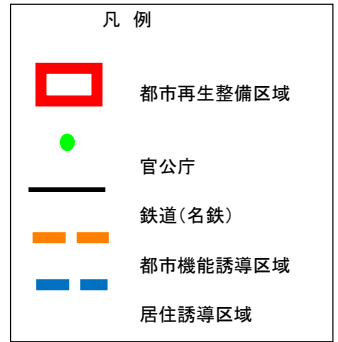 凡 例
都市再生整備区域
官公庁
鉄道(名鉄)
都市機能誘導区域
居住誘導区域